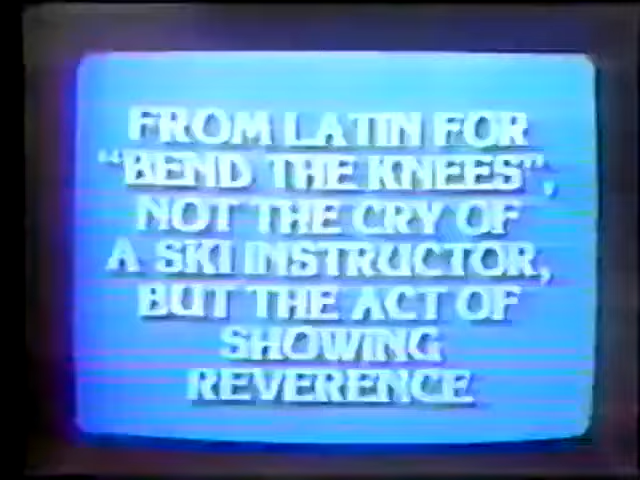 FROM LATIN FOR
"BEND THE KNEES",
NOT THE CRY OF
A SKI INSTRUCTOR,
BUT THE ACT OF
SHOWING
REVERENCE